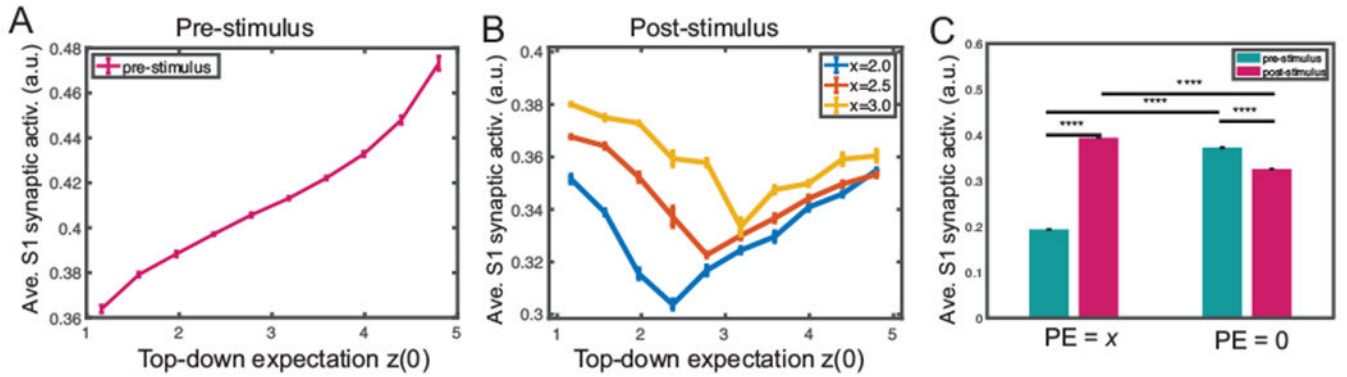 A
Pre-stimulus
Ave. S1 synaptic activ. (a.u.)
0.48
0.46
0.44
0.42
0.4
0.38
0.36
pre-stimulus
1
2
3
4
5
Top-down expectation z(0)
B
Post-stimulus
Ave. S1 synaptic activ. (a.u.)
0.4
0.38
0.36
0.34
0.32
0.3
x=2.0
x=2.5
x=3.0
1
2
3
4
5
Top-down expectation z(0)
C
Ave. S1 synaptic activ. (a.u.)
0.6
0.5
0.4
0.3
0.2
0.1
0
pre-stimulus
post-stimulus
****
****
****
****
PE = x
PE = 0